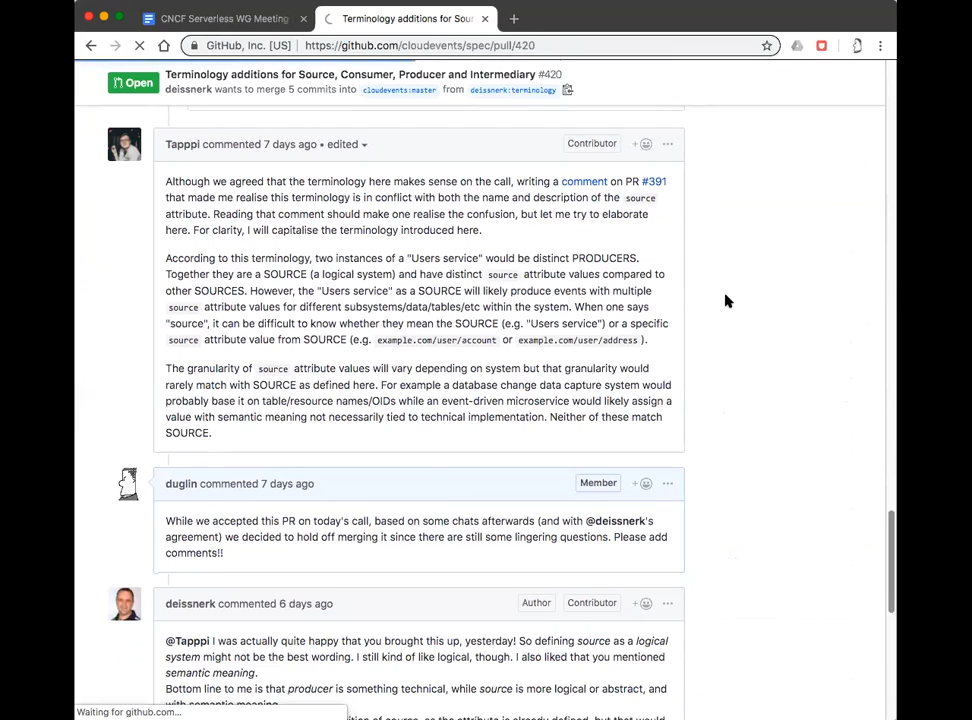 CNCF Serverless WG Meeting
Terminology additions for Sour
GitHub, Inc. [US] https://github.com/cloudevents/spec/pull/420
Open
Terminology additions for Source, Consumer, Producer and Intermediary #420
deissnerk wants to merge 5 commits into cloudevents:master from deissnerk:terminology
Tapppi commented 7 days ago • edited
Contributor
Although we agreed that the terminology here makes sense on the call, writing a comment on PR #391
that made me realise this terminology is in conflict with both the name and description of the source
attribute. Reading that comment should make one realise the confusion, but let me try to elaborate
here. For clarity, I will capitalise the terminology introduced here.
According to this terminology, two instances of a "Users service" would be distinct PRODUCERS.
Together they are a SOURCE (a logical system) and have distinct source attribute values compared to
other SOURCES. However, the "Users service" as a SOURCE will likely produce events with multiple
source attribute values for different subsystems/data/tables/etc within the system. When one says
"source", it can be difficult to know whether they mean the SOURCE (e.g. "Users service") or a specific
source attribute value from SOURCE (e.g. example.com/user/account or example.com/user/address ).
The granularity of source attribute values will vary depending on system but that granularity would
rarely match with SOURCE as defined here. For example a database change data capture system would
probably base it on table/resource names/OIDs while an event-driven microservice would likely assign a
value with semantic meaning not necessarily tied to technical implementation. Neither of these match
SOURCE.
duglin commented 7 days ago
Member
While we accepted this PR on today's call, based on some chats afterwards (and with @deissnerk's
agreement) we decided to hold off merging it since there are still some lingering questions. Please add
comments!!
deissnerk commented 6 days ago
Author Contributor
@Tapppi I was actually quite happy that you brought this up, yesterday! So defining source as a logical
system might not be the best wording. I still kind of like logical, though. I also liked that you mentioned
semantic meaning.
Bottom line to me is that producer is something technical, while source is more logical or abstract, and
with semantic meaning
Waiting for github.com...